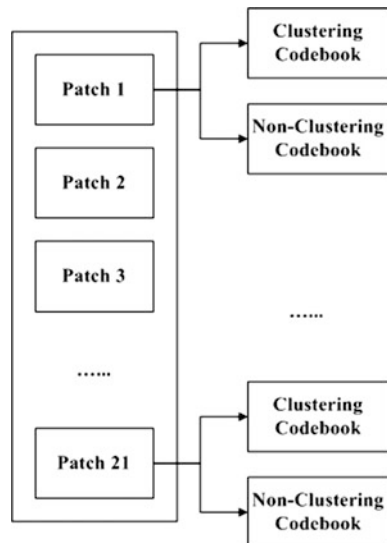 Patch 1
Clustering
Codebook
Non-Clustering
Codebook
Patch 2
Patch 3
…...
…...
Patch 21
Clustering
Codebook
Non-Clustering
Codebook